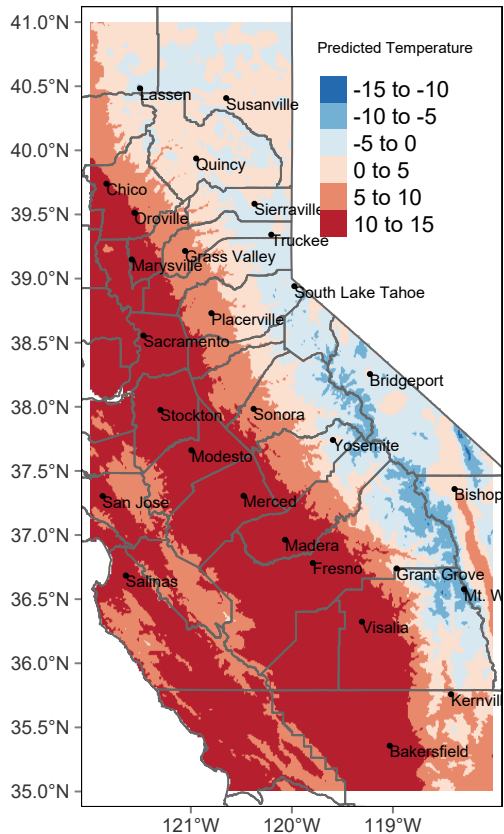 41.0°N
40.5°N
40.0°N
39.5°N
39.0°N
38.5°N
38.0°N
37.5°N
37.0°N
36.5°N
36.0°N
35.5°N
35.0°N
Predicted Temperature
-15 to -10
-10 to -5
-5 to 0
0 to 5
5 to 10
10 to 15
Lassen
Susanville
Quincy
Chico
Sierraville
Oroville
Truckee
Grass Valley
Marysville
South Lake Tahoe
Placerville
Sacramento
Bridgeport
Stockton
Sonora
Yosemite
Modesto
Bishop
San Jose
Merced
Madera
Fresno
Grant Grove
Salinas
Mt. W
Visalia
Kernville
Bakersfield
121°W
120°W
119°W